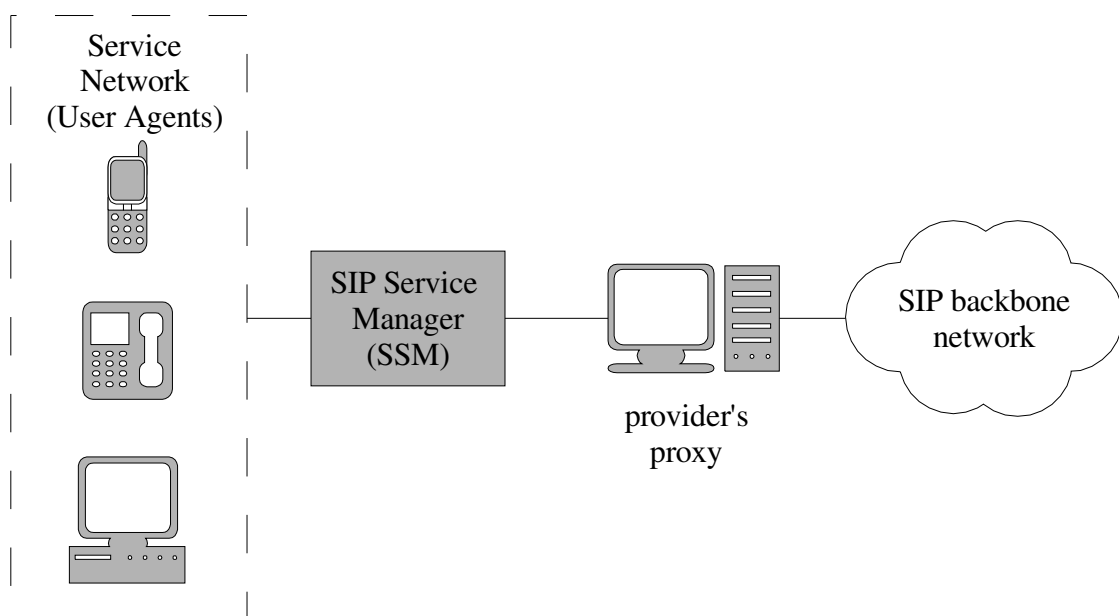 Service
Network
(User Agents)
SIP Service
Manager
(SSM)
provider's
proxy
SIP backbone
network